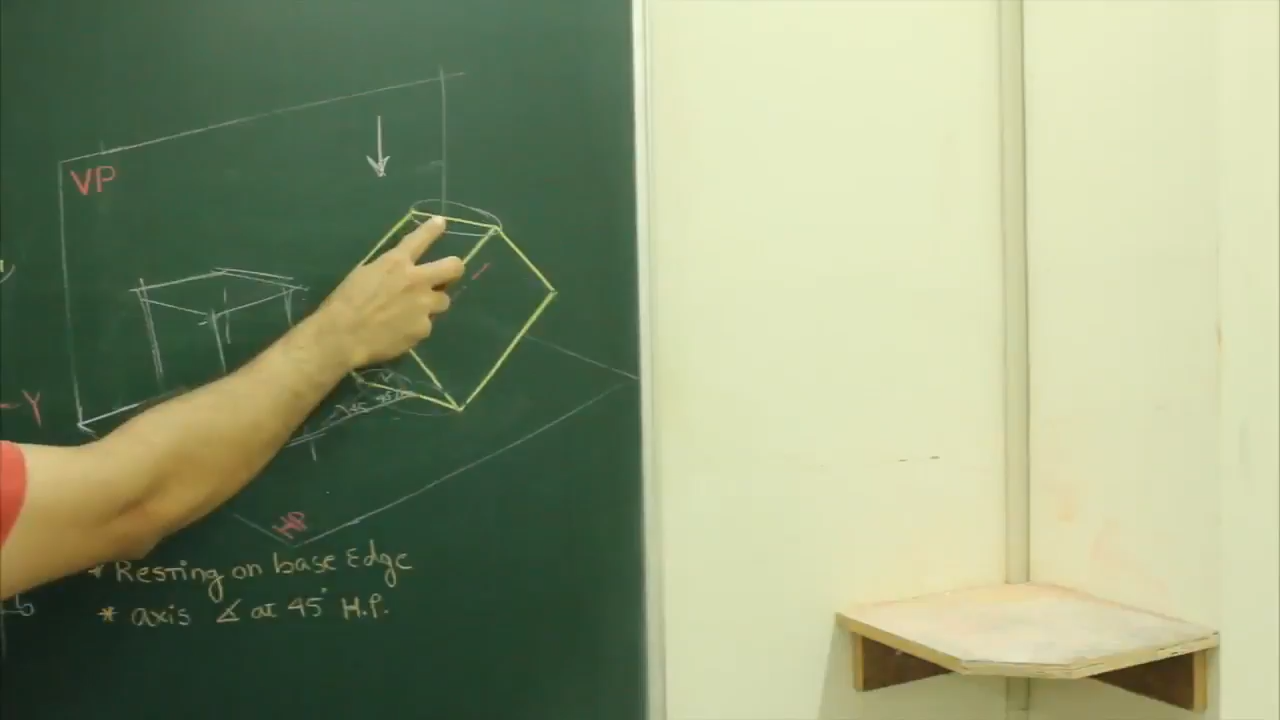 VP
-Y
HP
* Resting on base Edge
* axis ∡ at 45° H.P.